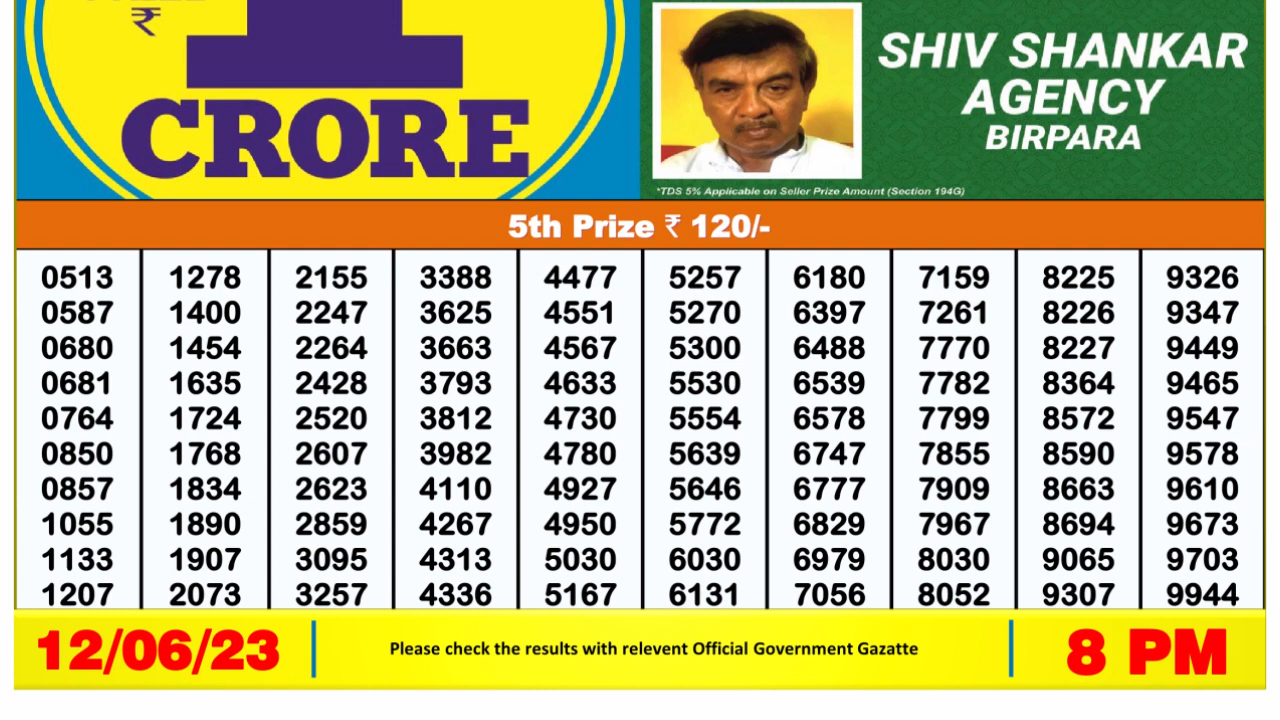 ₹
1
CRORE
SHIV SHANKAR
AGENCY
BIRPARA
*TDS 5% Applicable on Seller Prize Amount (Section 194G)
5th Prize ₹ 120/-
0513 1278 2155 3388 4477 5257 6180 7159 8225 9326
0587 1400 2247 3625 4551 5270 6397 7261 8226 9347
0680 1454 2264 3663 4567 5300 6488 7770 8227 9449
0681 1635 2428 3793 4633 5530 6539 7782 8364 9465
0764 1724 2520 3812 4730 5554 6578 7799 8572 9547
0850 1768 2607 3982 4780 5639 6747 7855 8590 9578
0857 1834 2623 4110 4927 5646 6777 7909 8663 9610
1055 1890 2859 4267 4950 5772 6829 7967 8694 9673
1133 1907 3095 4313 5030 6030 6979 8030 9065 9703
1207 2073 3257 4336 5167 6131 7056 8052 9307 9944
12/06/23 Please check the results with relevent Official Government Gazatte 8 PM